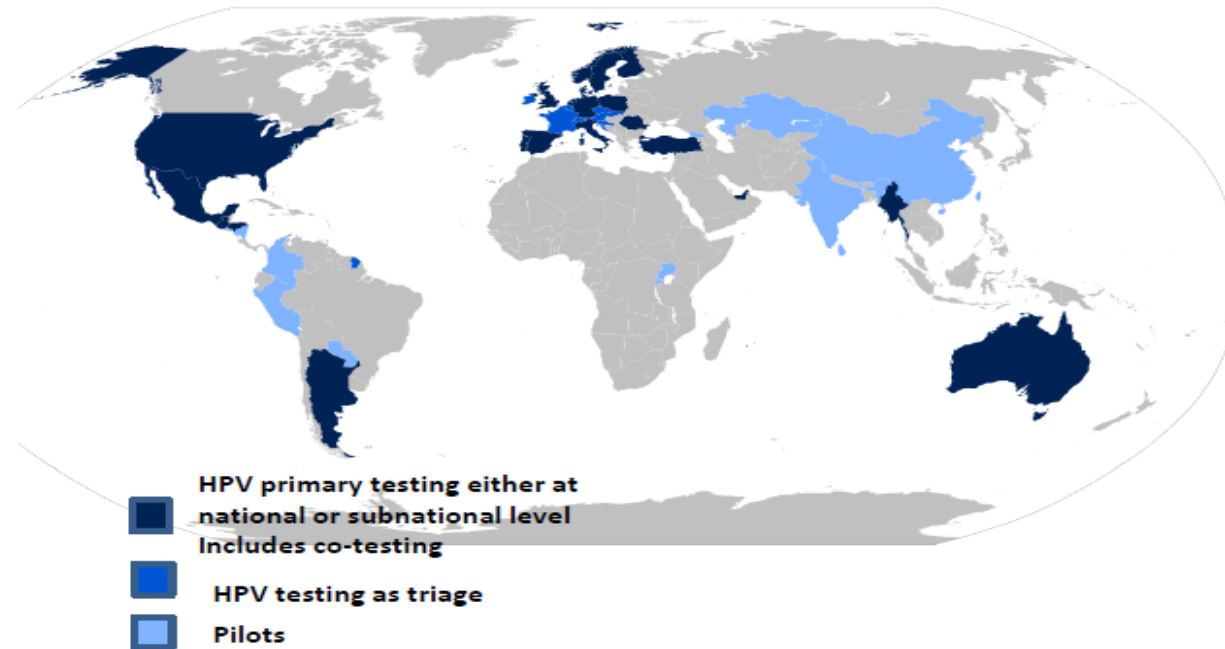 HPV primary testing either at
national or subnational level
Includes co-testing
HPV testing as triage
Pilots